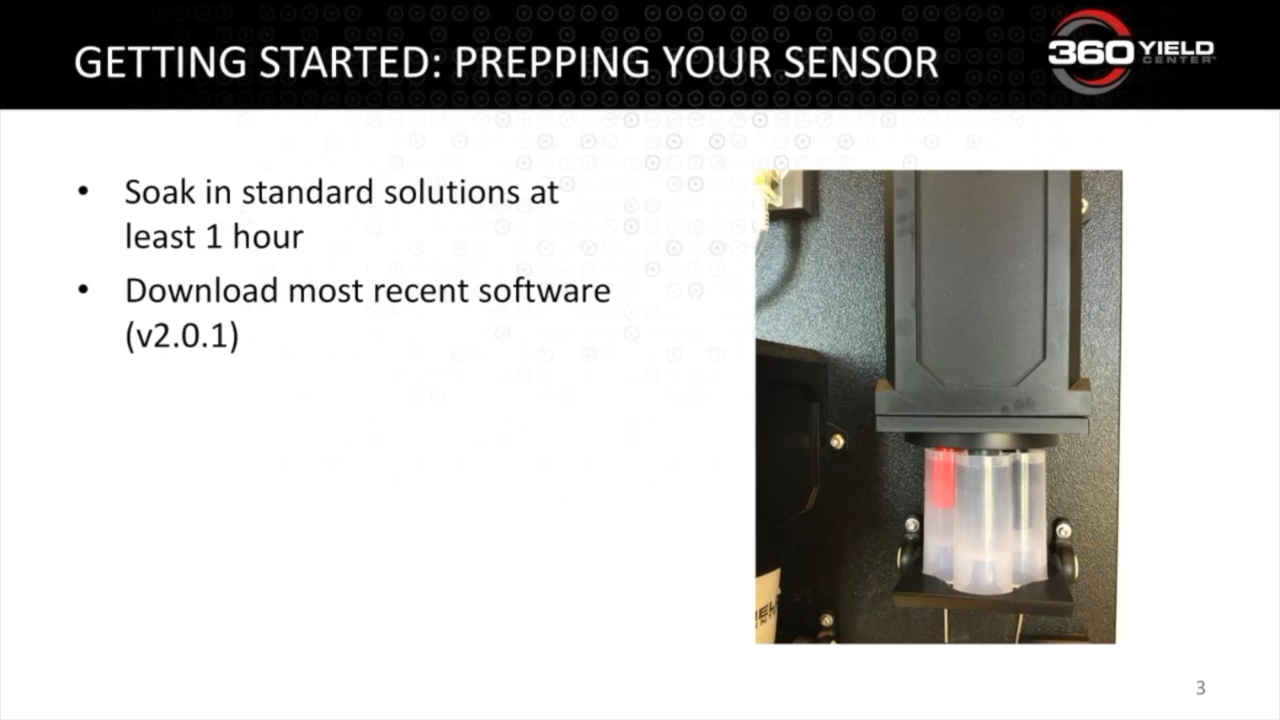 GETTING STARTED: PREPPING YOUR SENSOR
360 YIELD
CENTER
• Soak in standard solutions at
least 1 hour
• Download most recent software
(v2.0.1)
3